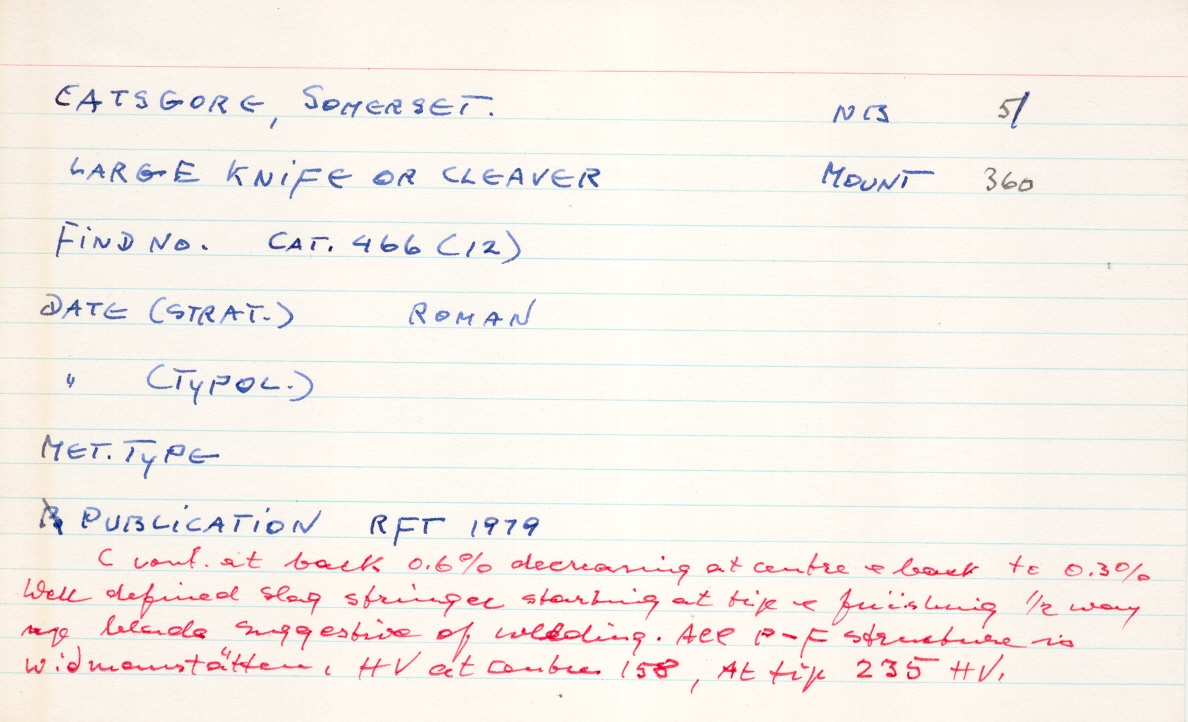 CATSGORE, SOMERSET. NB 51
LARGE KNIFE OR CLEAVER MOUNT 360
FIND NO. CAT. 466 (12)
DATE (STRAT.) ROMAN
" (TYPOL.)
MET. TYPE
PUBLICATION RFT 1979
C cont. at back 0.6% decreasing at centre & back to 0.3%
Well defined slag stringer starting at tip & finishing 1/2 way
up blade suggestive of welding. All P-F structure is
widmanstätten. HV at centre 158, At tip 235 HV.